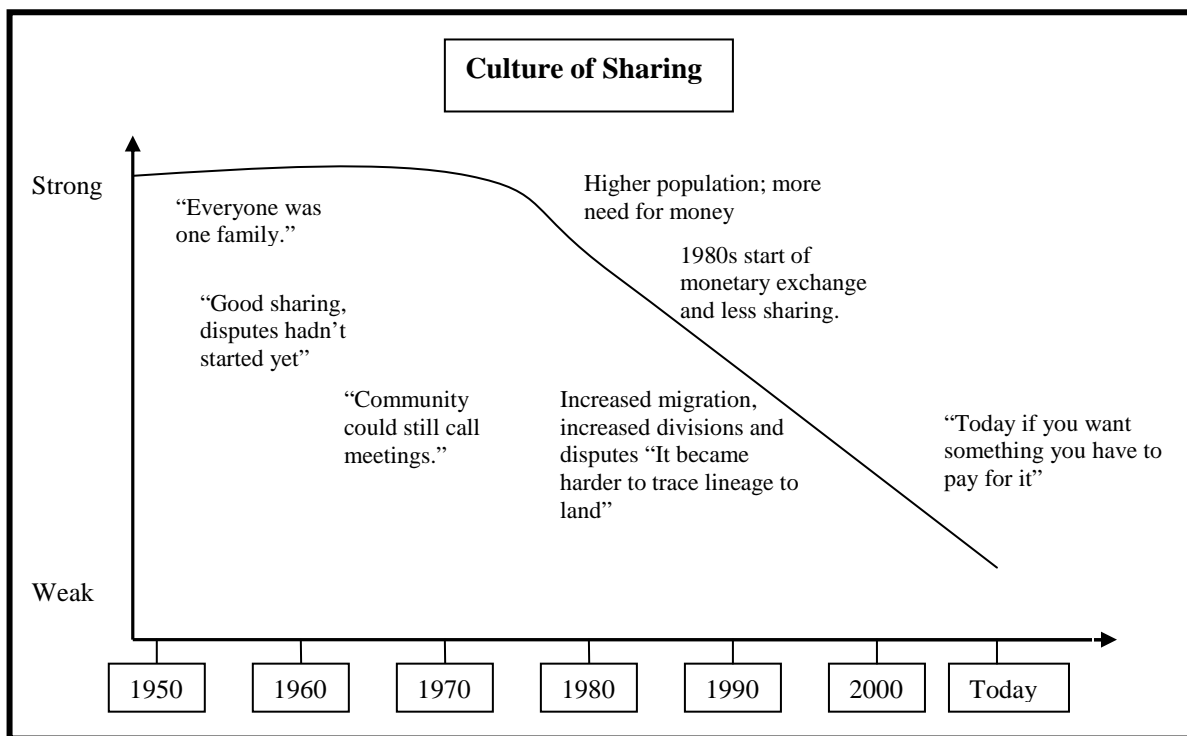 Culture of Sharing
Strong
“Everyone was
one family.”
“Good sharing,
disputes hadn’t
started yet”
“Community
could still call
meetings.”
Higher population; more
need for money
1980s start of
monetary exchange
and less sharing.
Increased migration,
increased divisions and
disputes “It became
harder to trace lineage to
land”
“Today if you want
something you have to
pay for it”
Weak
1950
1960
1970
1980
1990
2000
Today